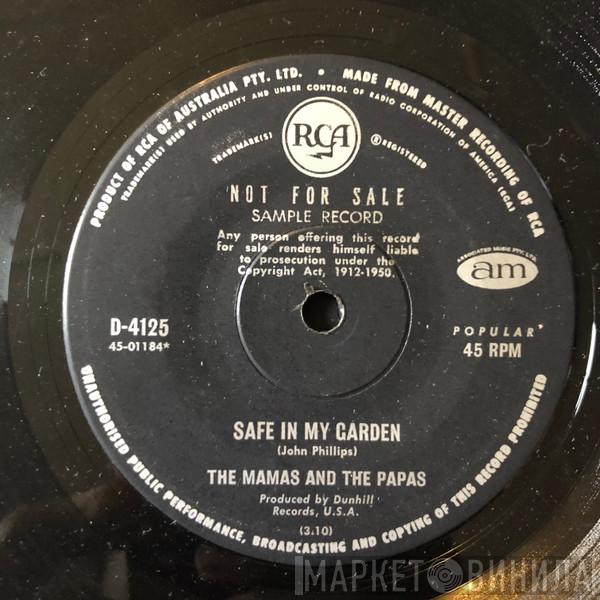 PRODUCT OF RCA OF AUSTRALIA PTY. LTD. • MADE FROM MASTER RECORDING OF RCA
TRADEMARK(S) USED BY AUTHORITY AND UNDER CONTROL OF RADIO CORPORATION OF AMERICA (RCA)
RCA
TRADEMARK(S) ® REGISTERED
NOT FOR SALE
SAMPLE RECORD
Any person offering this record
for sale renders himself liable
to prosecution under the
Copyright Act, 1912-1950.
ASSOCIATED MUSIC PTY. LTD.
am
D-4125
45-01184*
POPULAR
45 RPM
SAFE IN MY GARDEN
(John Phillips)
THE MAMAS AND THE PAPAS
Produced by Dunhill
Records, U.S.A.
(3.10)
UNAUTHORISED PUBLIC PERFORMANCE, BROADCASTING AND COPYING OF THIS RECORD PROHIBITED
МАРКЕТ ВИНИЛА